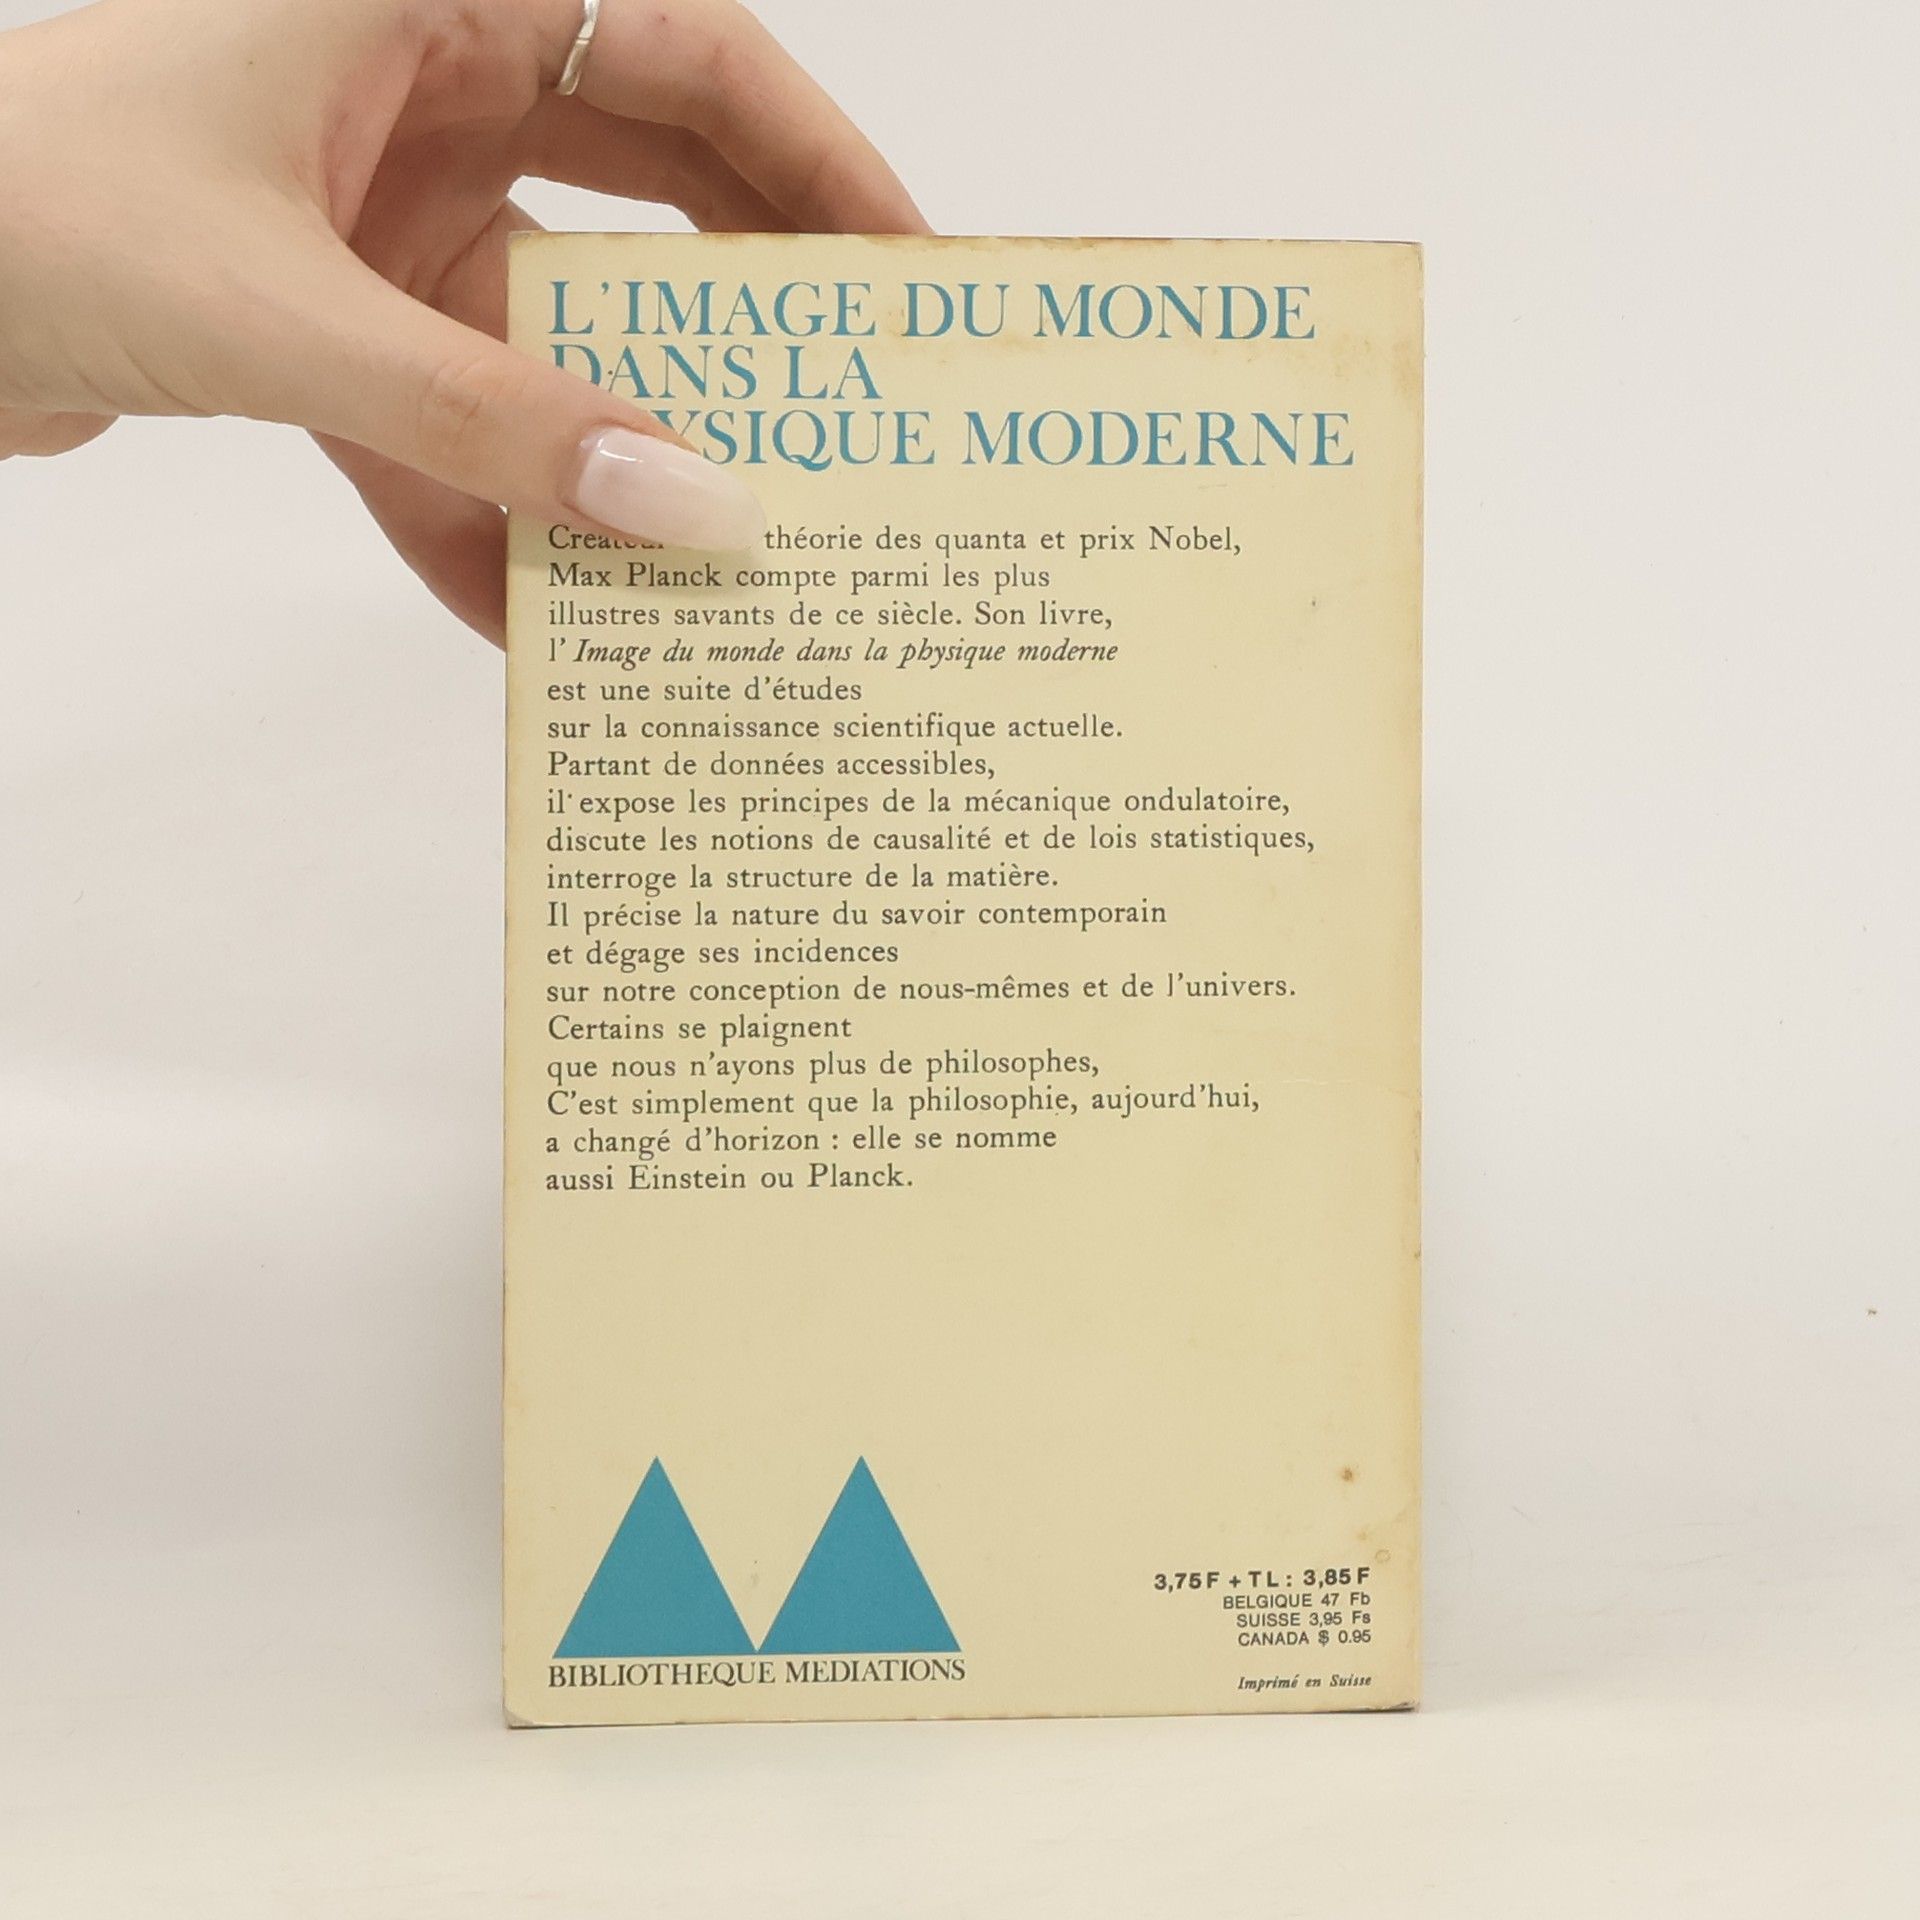 L'IMAGE DU MONDE
DANS LA
PHYSIQUE MODERNE
théorie des quanta et prix Nobel,
Max Planck compte parmi les plus
illustres savants de ce siècle. Son livre,
l'Image du monde dans la physique moderne
est une suite d'études
sur la connaissance scientifique actuelle.
Partant de données accessibles,
il expose les principes de la mécanique ondulatoire,
discute les notions de causalité et de lois statistiques,
interroge la structure de la matière.
Il précise la nature du savoir contemporain
et dégage ses incidences
sur notre conception de nous-mêmes et de l'univers.
Certains se plaignent
que nous n'ayons plus de philosophes,
C'est simplement que la philosophie, aujourd'hui,
a changé d'horizon : elle se nomme
aussi Einstein ou Planck.
3,75 F + TL : 3,85 F
BELGIQUE 47 Fb
SUISSE 3,95 Fs
CANADA $ 0.95
BIBLIOTHEQUE MEDIATIONS
Imprimé en Suisse